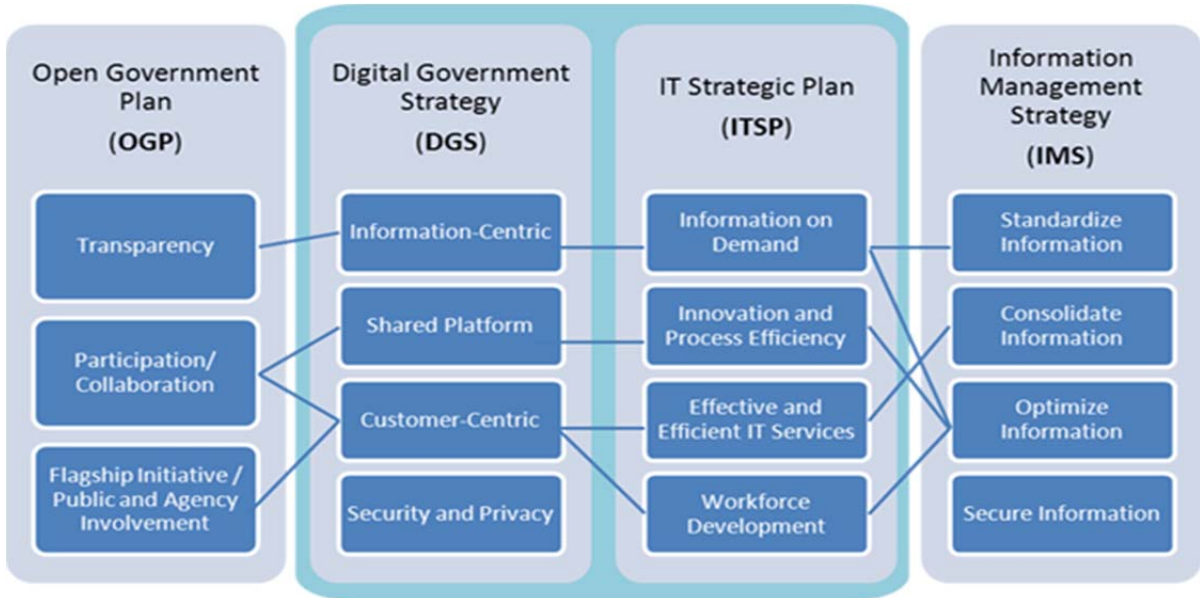 Open Government
Plan
(OGP)
Transparency
Participation/
Collaboration
Flagship Initiative /
Public and Agency
Involvement
Digital Government
Strategy
(DGS)
Information-Centric
Shared Platform
Customer-Centric
Security and Privacy
IT Strategic Plan
(ITSP)
Information on
Demand
Innovation and
Process Efficiency
Effective and
Efficient IT Services
Workforce
Development
Information
Management
Strategy
(IMS)
Standardize
Information
Consolidate
Information
Optimize
Information
Secure Information